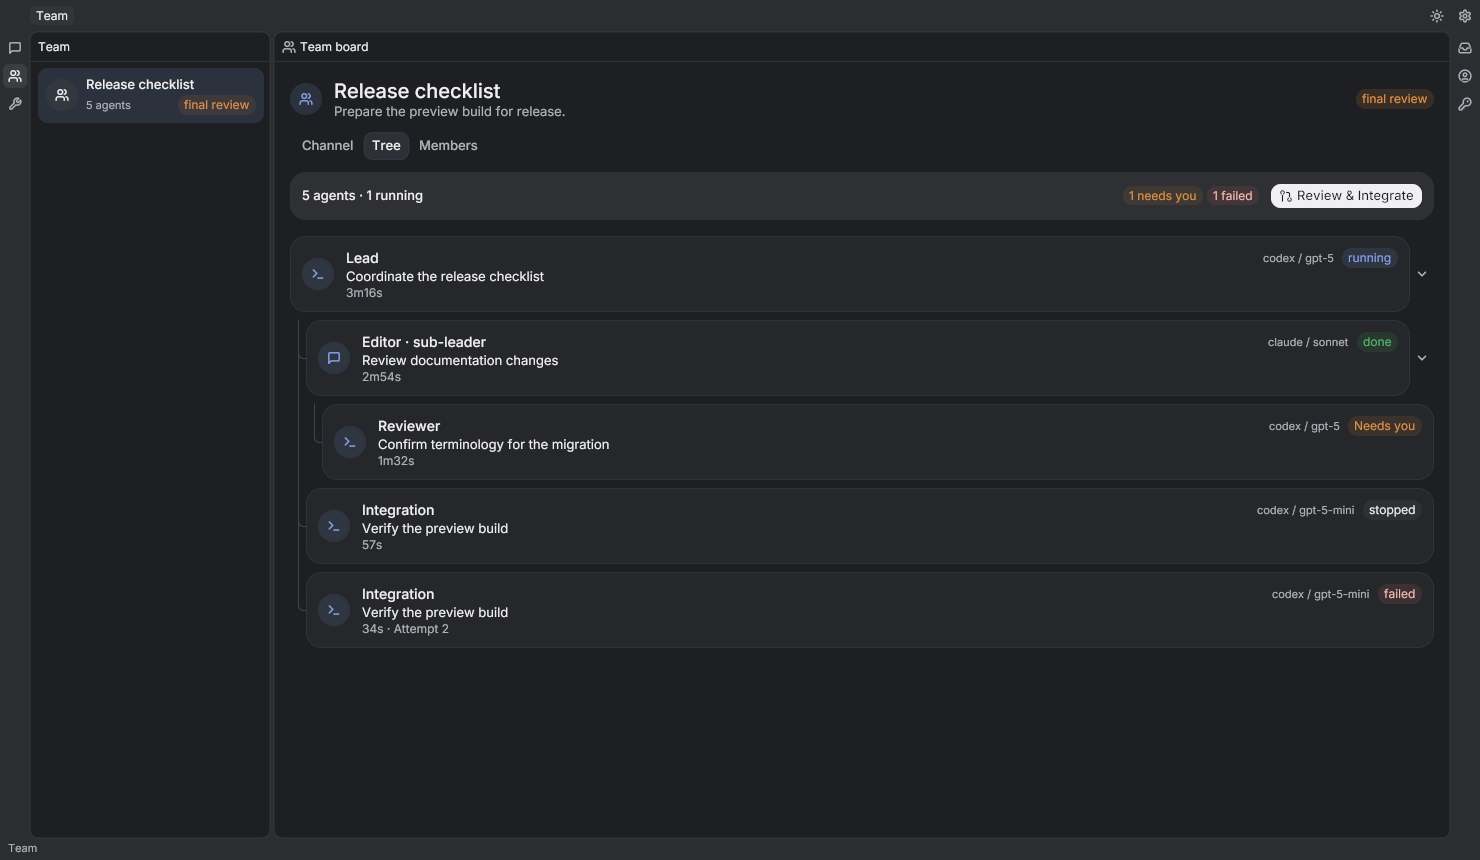 Team
Team
Release checklist
5 agents
final review
Team board
Release checklist
Prepare the preview build for release.
final review
Channel
Tree
Members
5 agents · 1 running
1 needs you
1 failed
Review & Integrate
Lead
Coordinate the release checklist
3m16s
codex / gpt-5
running
Editor · sub-leader
Review documentation changes
2m54s
claude / sonnet
done
Reviewer
Confirm terminology for the migration
1m32s
codex / gpt-5
Needs you
Integration
Verify the preview build
57s
codex / gpt-5-mini
stopped
Integration
Verify the preview build
34s · Attempt 2
codex / gpt-5-mini
failed
Team